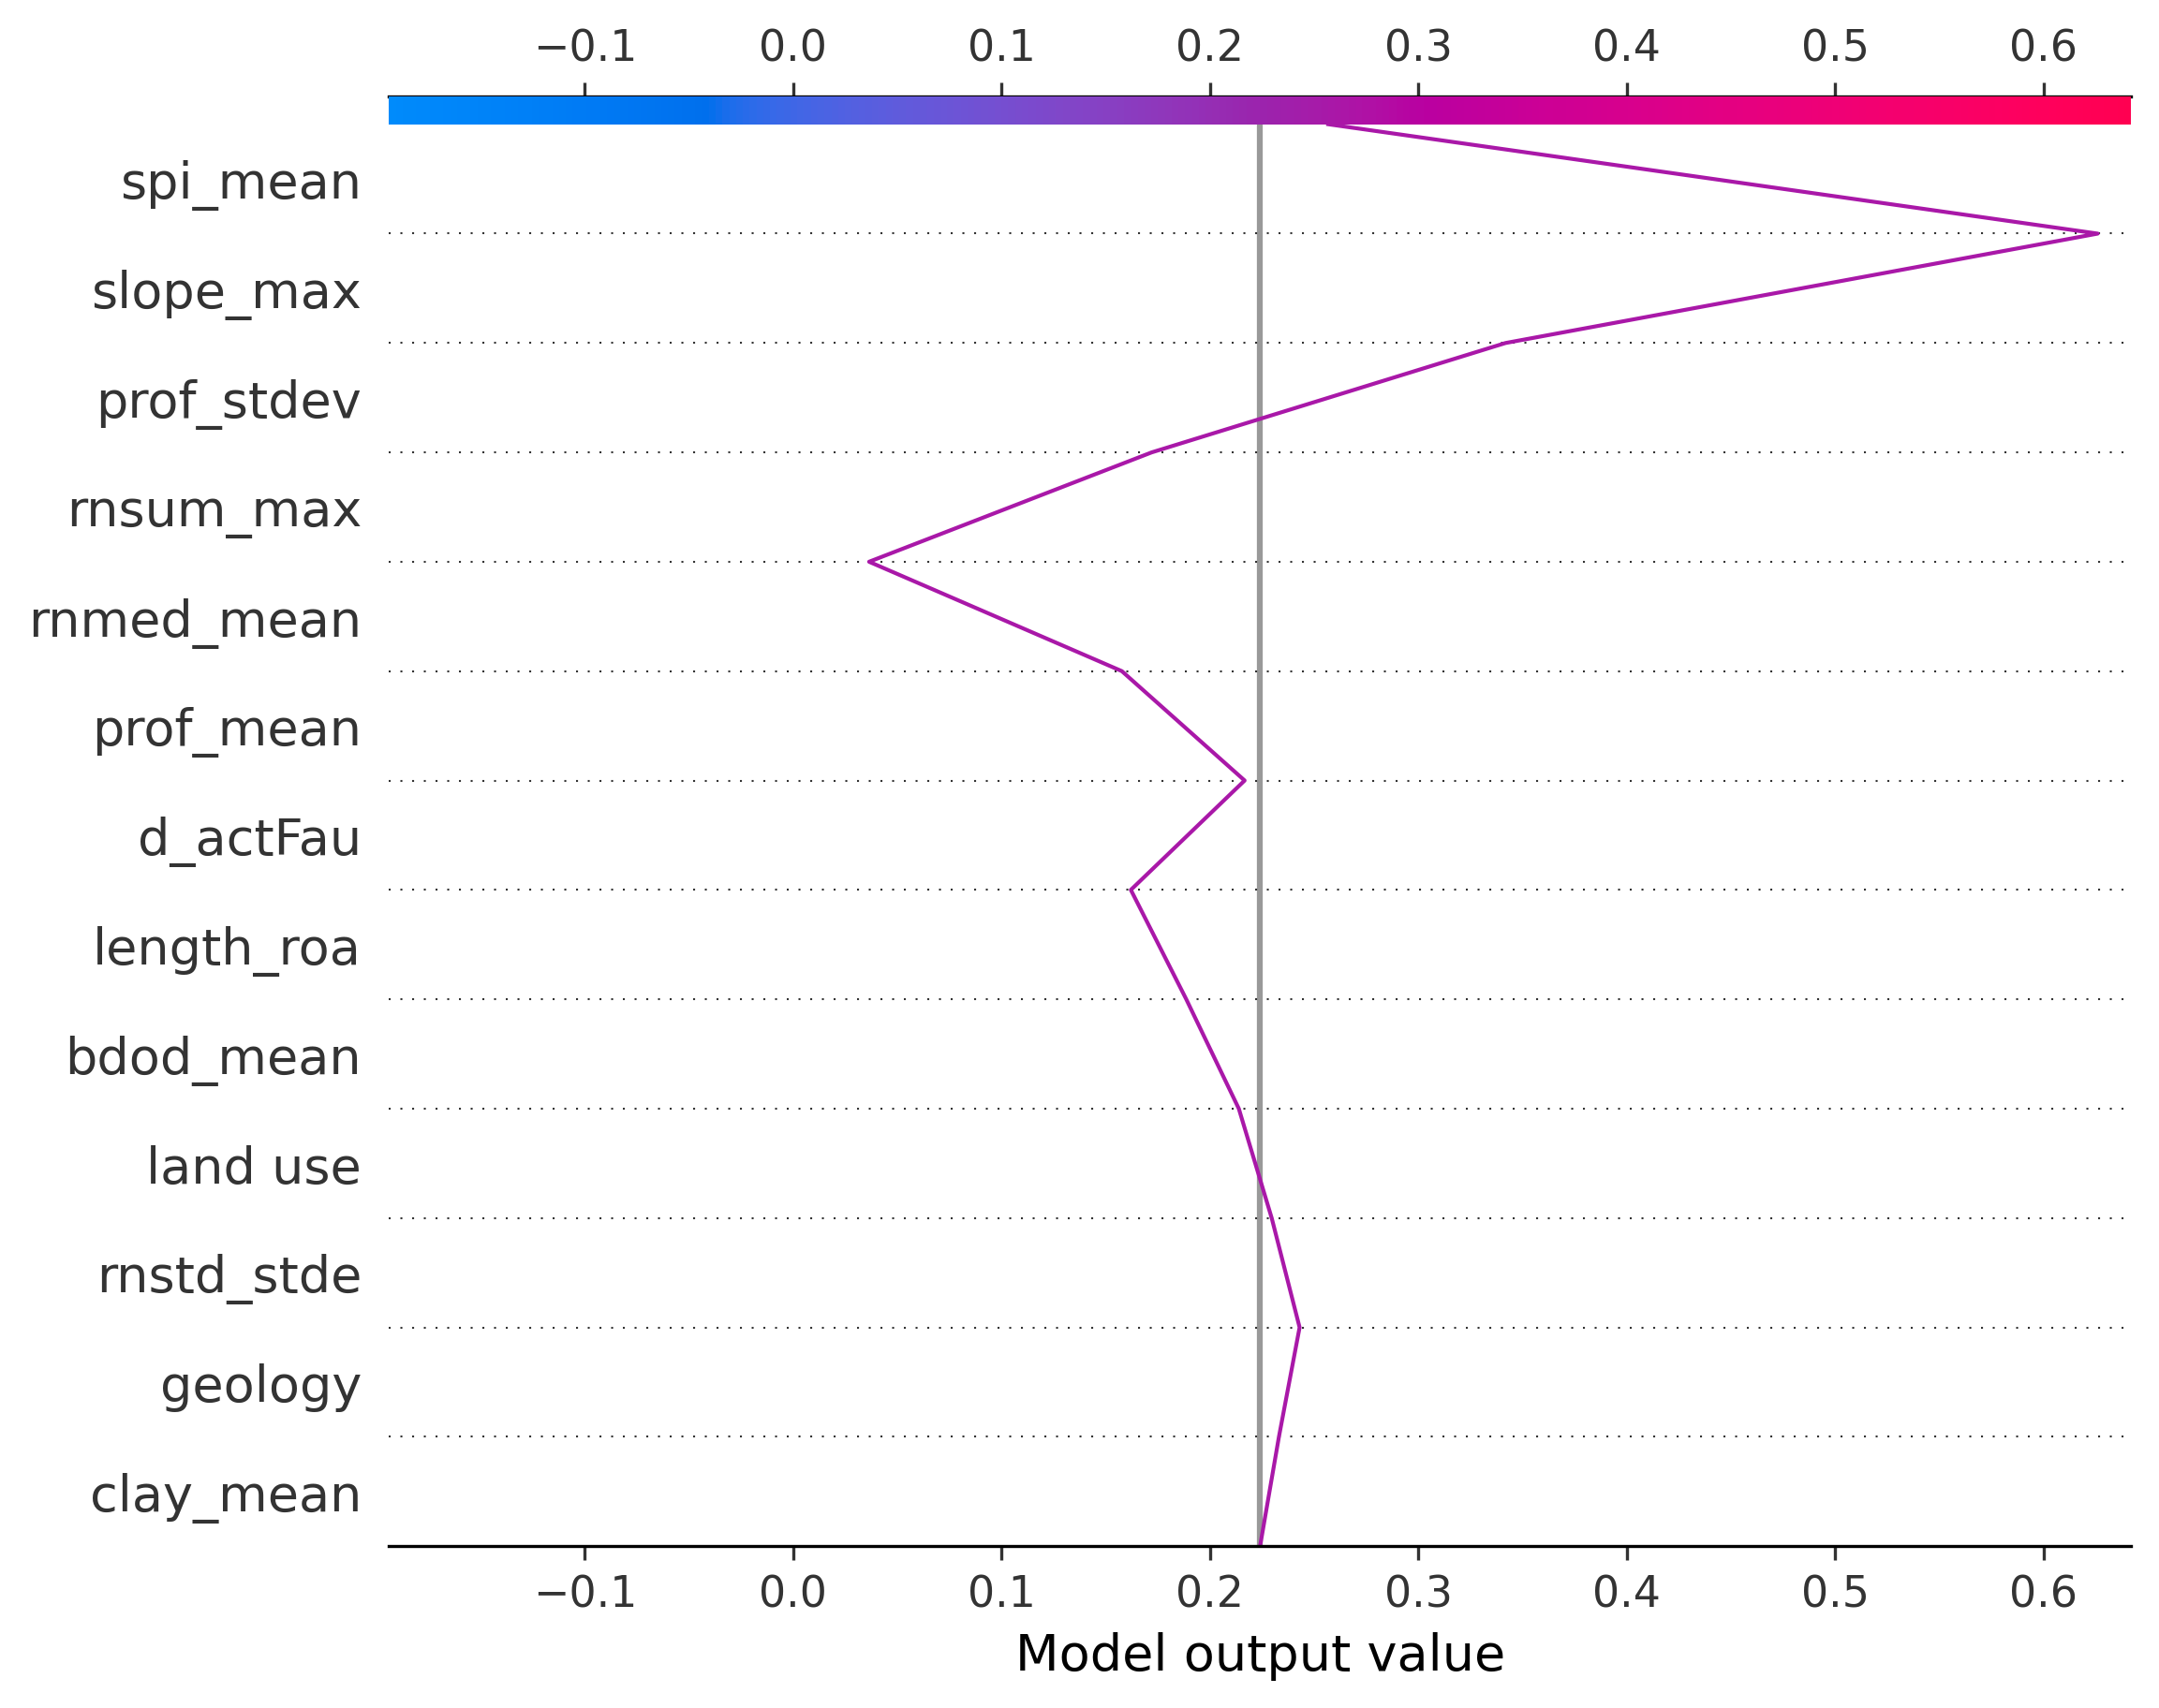 −0.1 0.0 0.1 0.2 0.3 0.4 0.5 0.6
spi_mean
slope_max
prof_stdev
rnsum_max
rnmed_mean
prof_mean
d_actFau
length_roa
bdod_mean
land use
rnstd_stde
geology
clay_mean
−0.1 0.0 0.1 0.2 0.3 0.4 0.5 0.6
Model output value